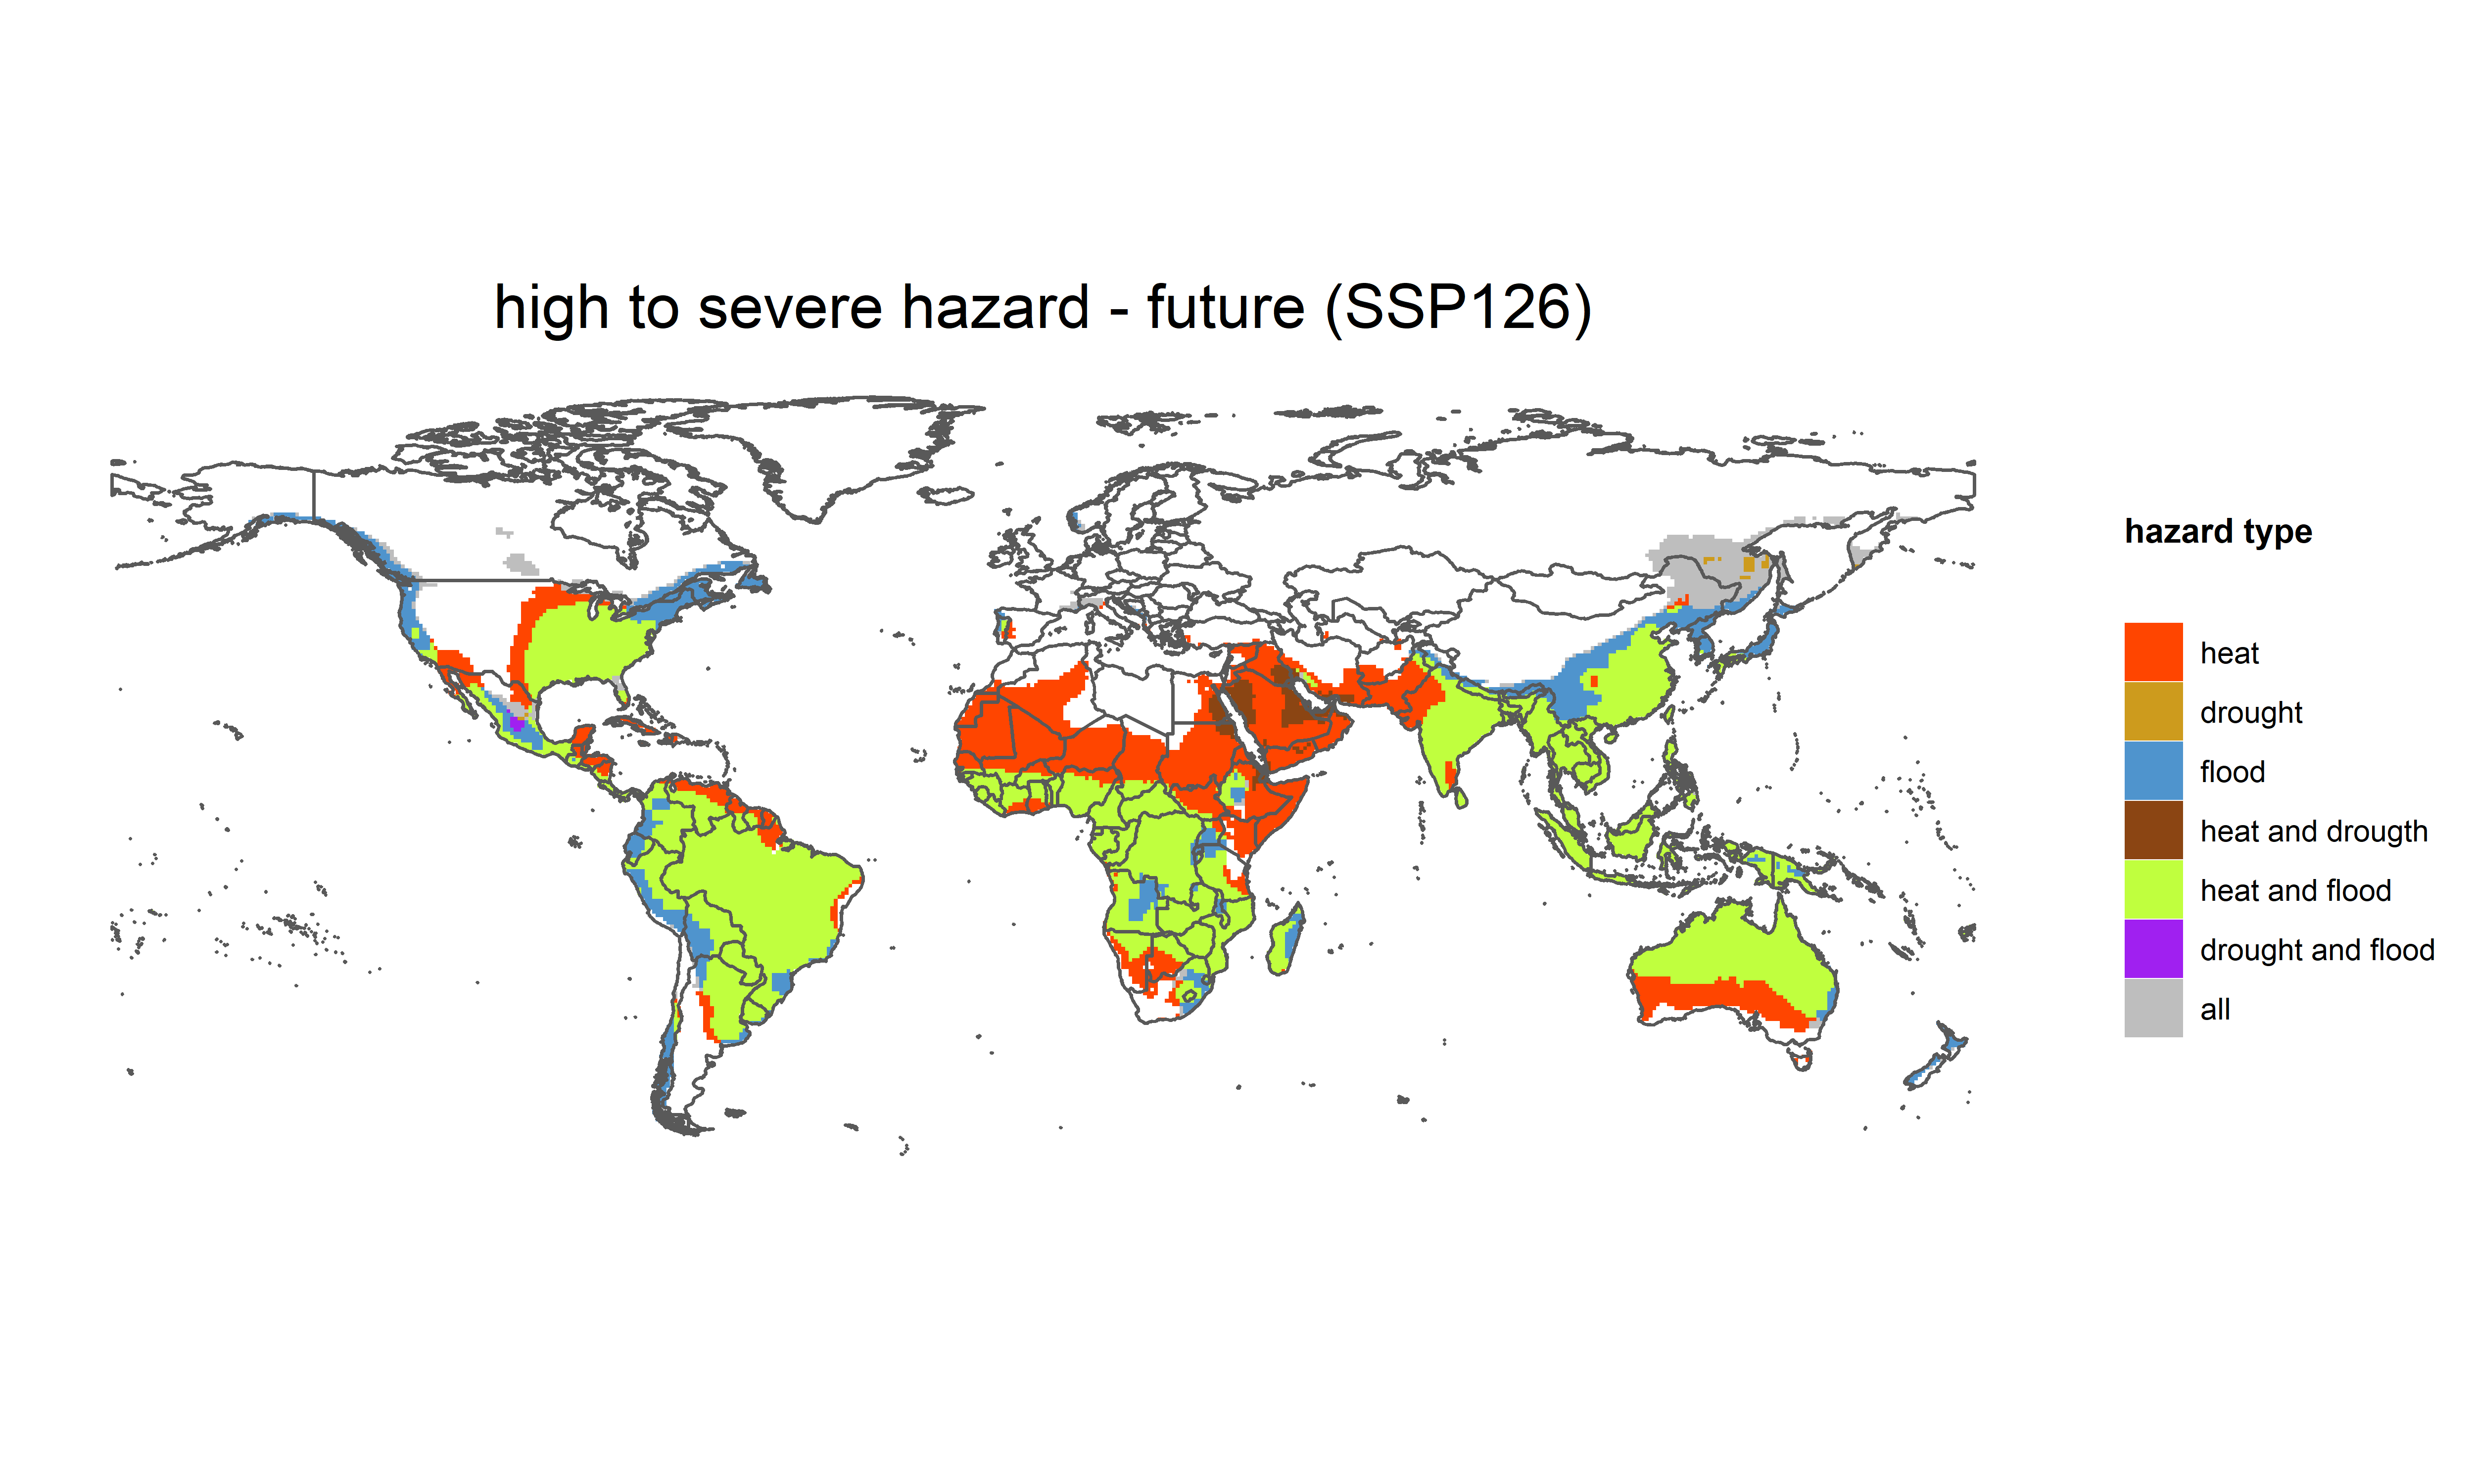 high to severe hazard - future (SSP126)
hazard type
heat
drought
flood
heat and drougth
heat and flood
drought and flood
all